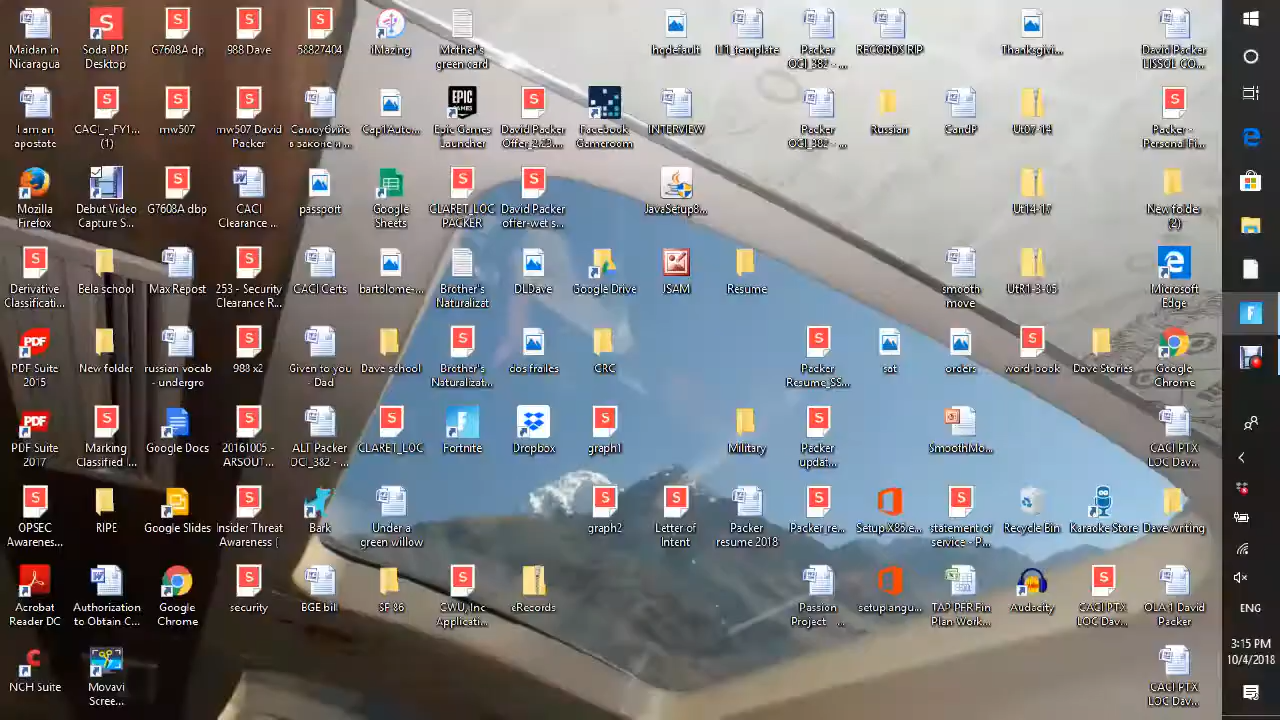 Maidan in
Nicaragua
Soda PDF
Desktop
G7608A dp
988 Dave
58827404
iMazing
Mother's
green card
hqdefault
U1_template
Packer
OCI_382 - ...
RECORDS RIP
Thanksgivi...
David Packer
LISSOL CO...
I am an
apostate
CACI_-_FY1...
(1)
mw507
mw507 David
Packer
Самоубийс
в законе и ...
Cap1Auto...
Epic Games
Launcher
David Packer
Offer_2.23....
Facebook
Gameroom
INTERVIEW
Packer
OCI_382 - ...
Russian
CandP
Ut07-14
Packer -
Personal Fi...
Mozilla
Firefox
Debut Video
Capture S...
G7608A dbp
CACI
Clearance ...
passport
Google
Sheets
CLARET_LOC
PACKER
David Packer
offer-wet s...
JavaSetup8...
Ut14-17
New folder
(2)
Derivative
Classificati...
Bela school
Max Repost
253 - Security
Clearance R...
CACI Certs
bartolome-...
Brother's
Naturalizat
DLDave
Google Drive
JSAM
Resume
smooth
move
UtR1-3-05
Microsoft
Edge
PDF Suite
2015
New folder
russian vocab
- undergro
988 x2
Given to you
- Dad
Dave school
Brother's
Naturalizat...
dos frailes
CRC
Packer
Resume_SS...
sat
orders
word-book
Dave Stories
Google
Chrome
PDF Suite
2017
Marking
Classified I...
Google Docs
20161005 -
ARSOUT...
ALT Packer
OCI_382 - ...
CLARET_LOC
Fortnite
Dropbox
graph1
Military
Packer
updat...
SmoothMo...
CACI PTX
LOC Dav...
OPSEC
Awarenes...
RIPE
Google Slides
Insider Threat
Awareness (
Bark
Under a
green willow
graph2
Letter of
Intent
Packer
resume 2018
Packer re...
Setup.X86.e...
statement of
service - P...
Recycle Bin
Karaoke Store
Dave writing
Acrobat
Reader DC
Authorization
to Obtain C...
Google
Chrome
security
BGE bill
SF 86
CWU, Inc
Applicati...
eRecords
Passion
Project - ...
setuplangu...
TAP PFR Fin
Plan Work...
Audacity
CACI PTX
LOC Dav...
OLA 1 David
Packer
NCH Suite
Movavi
Scree...
CACI PTX
LOC Dav...
ENG
3:15 PM
10/4/2018